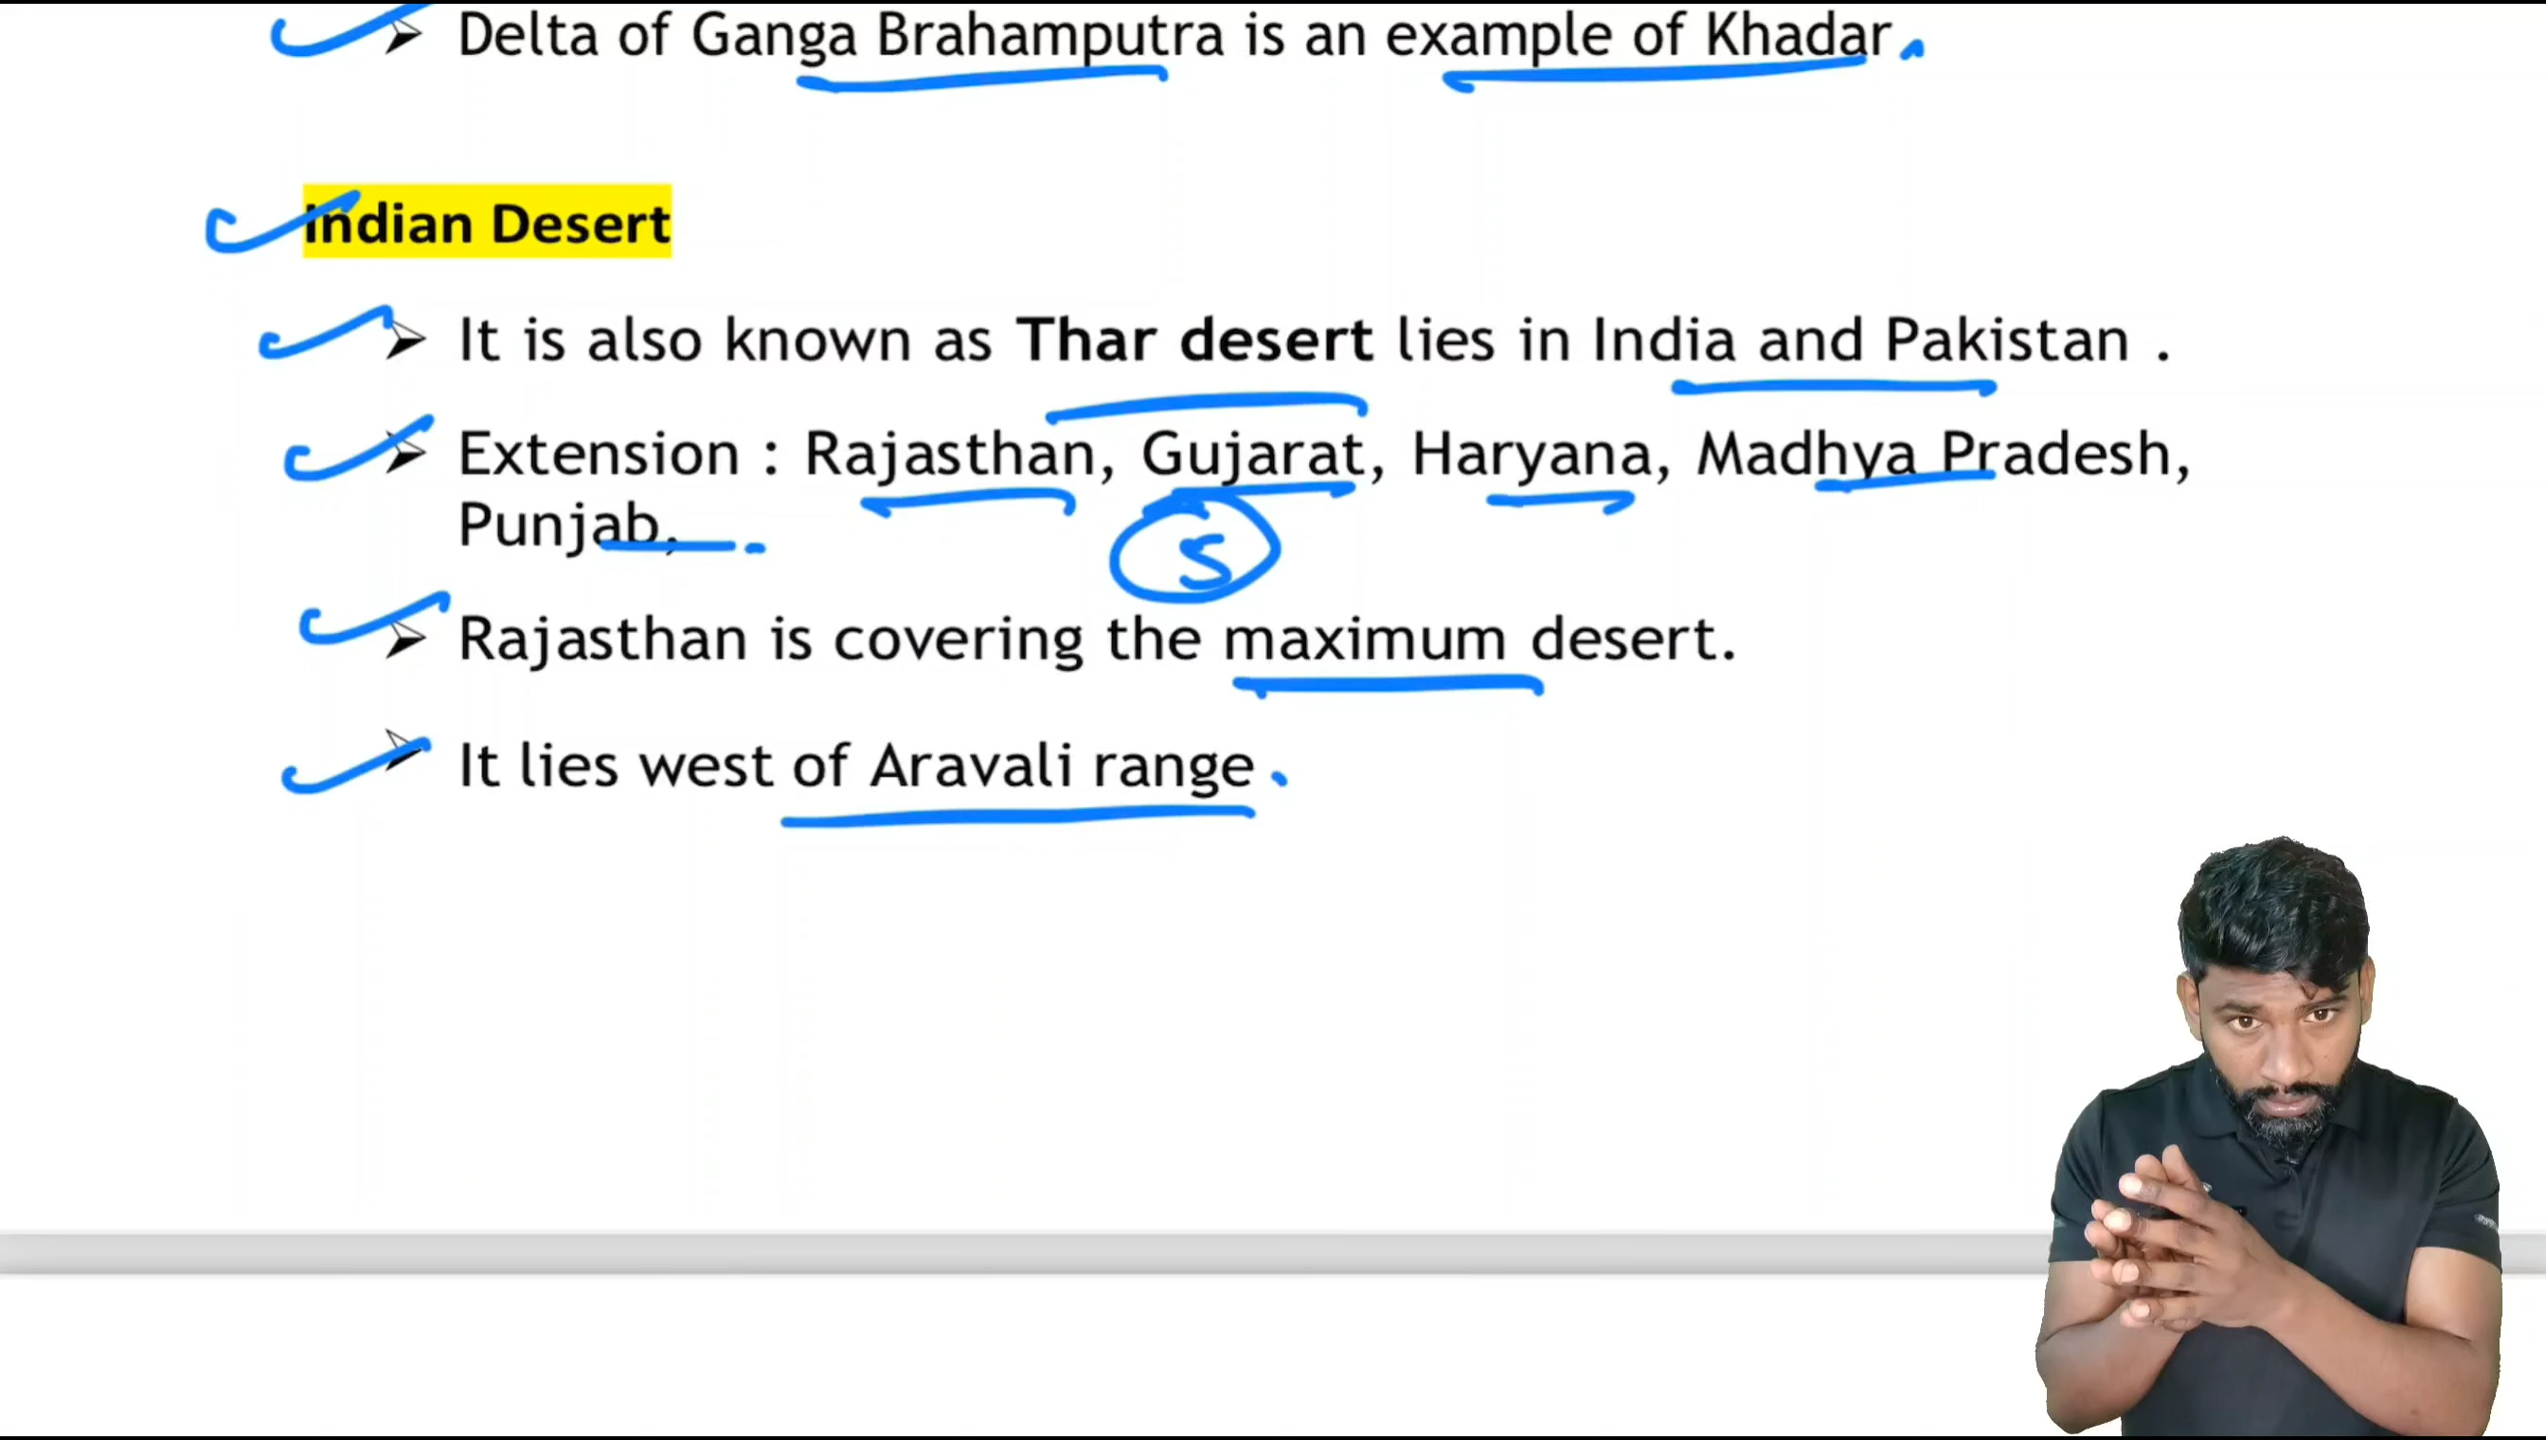 Delta of Ganga Brahamputra is an example of Khadar.
Indian Desert
It is also known as Thar desert lies in India and Pakistan .
Extension : Rajasthan, Gujarat, Haryana, Madhya Pradesh,
Punjab,
5
Rajasthan is covering the maximum desert.
It lies west of Aravali range